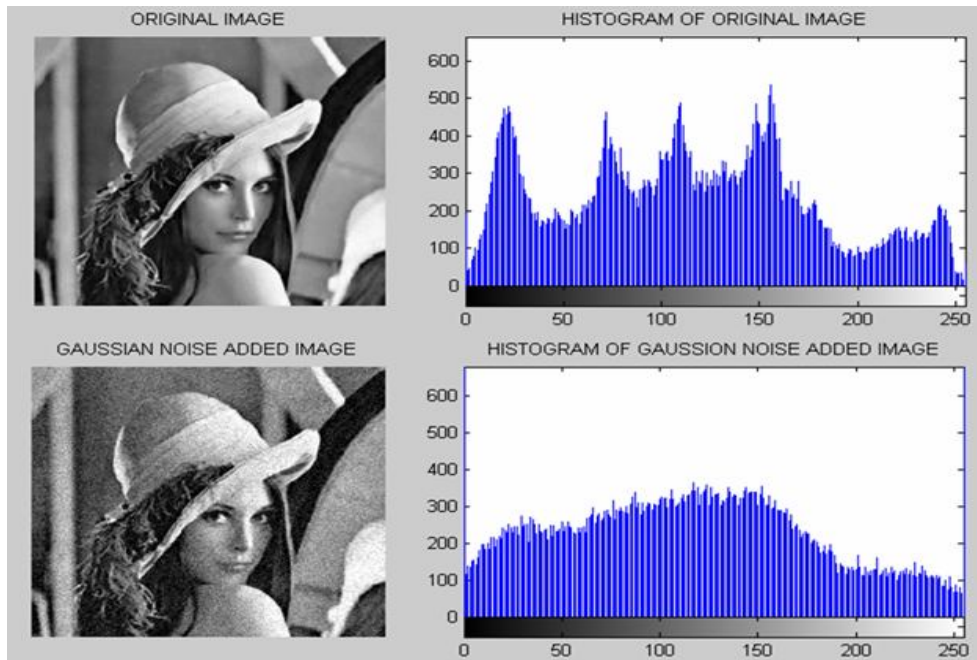 ORIGINAL IMAGE
HISTOGRAM OF ORIGINAL IMAGE
600
500
400
300
200
100
0
0 50 100 150 200 250
GAUSSIAN NOISE ADDED IMAGE
HISTOGRAM OF GAUSSION NOISE ADDED IMAGE
600
500
400
300
200
100
0
0 50 100 150 200 250